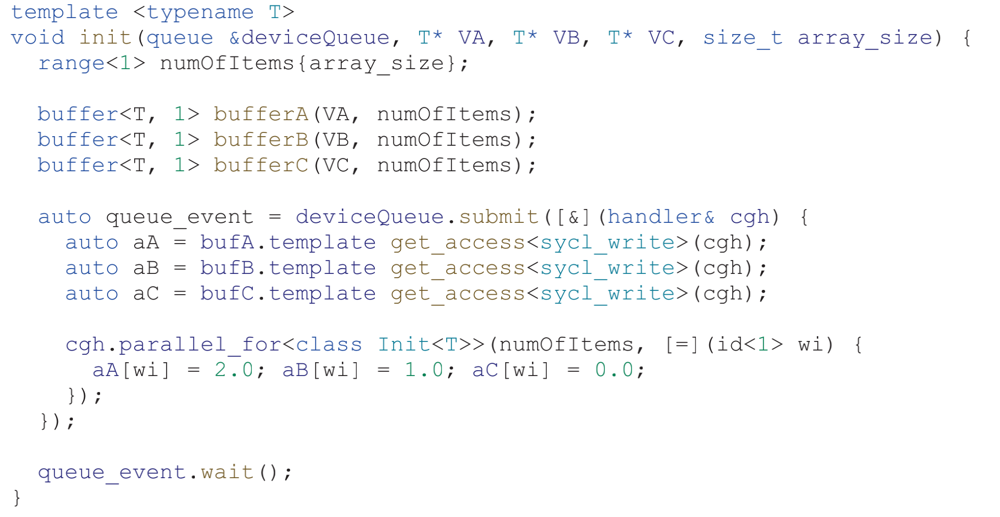 template <typename T>
void init(queue &deviceQueue, T* VA, T* VB, T* VC, size_t array_size) {
  range<1> numOfItems{array_size};

  buffer<T, 1> bufferA(VA, numOfItems);
  buffer<T, 1> bufferB(VB, numOfItems);
  buffer<T, 1> bufferC(VC, numOfItems);

  auto queue_event = deviceQueue.submit([&](handler& cgh) {
    auto aA = bufA.template get_access<sycl_write>(cgh);
    auto aB = bufB.template get_access<sycl_write>(cgh);
    auto aC = bufC.template get_access<sycl_write>(cgh);

    cgh.parallel_for<class Init<T>>(numOfItems, [=](id<1> wi) {
      aA[wi] = 2.0; aB[wi] = 1.0; aC[wi] = 0.0;
    });
  });

  queue_event.wait();
}